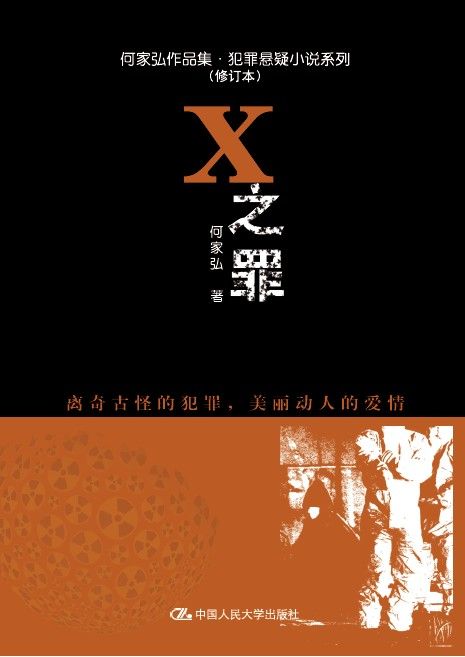 何家弘作品集·犯罪悬疑小说系列
（修订本）
X
之罪
何家弘 著
离奇古怪的犯罪，美丽动人的爱情
中国人民大学出版社